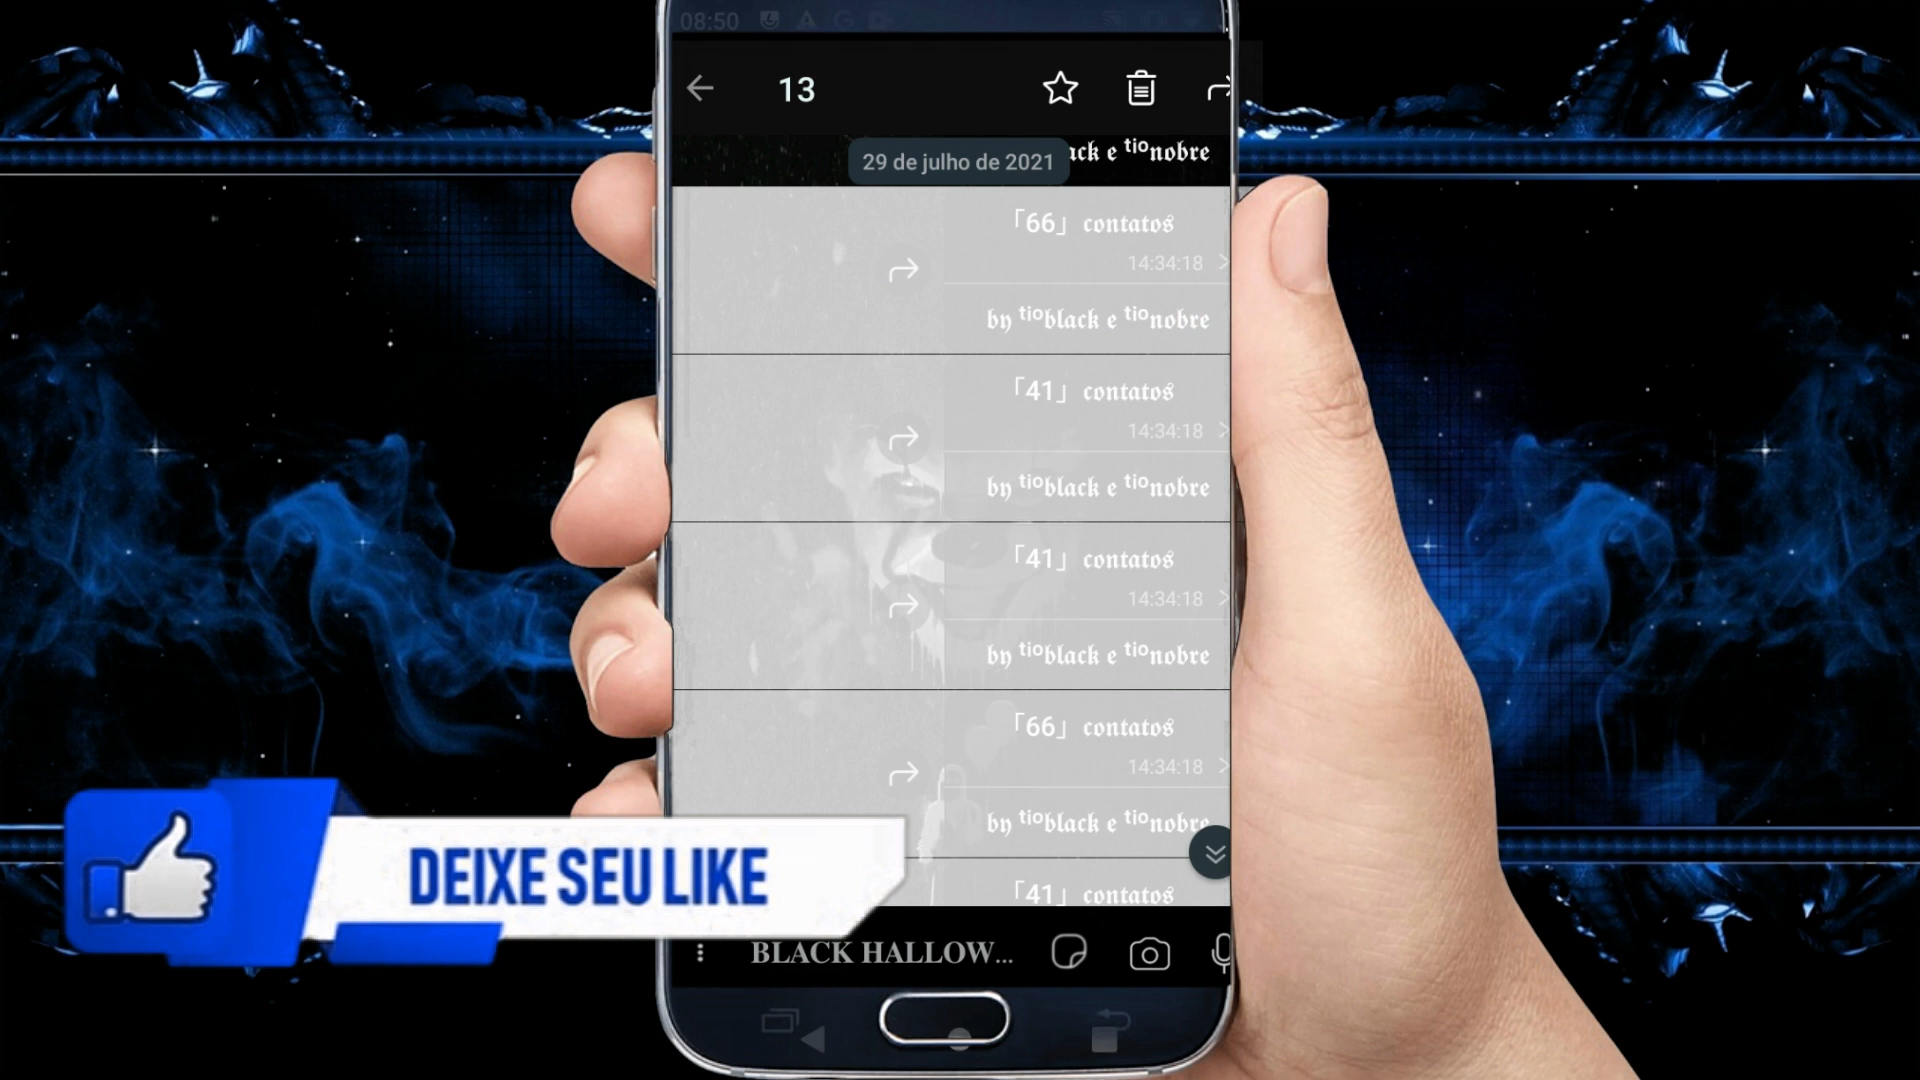 08:50
13
29 de julho de 2021
ack e tionobre
「66」 contatos
14:34:18
by tioblack e tionobre
「41」 contatos
14:34:18
by tioblack e tionobre
「41」 contatos
14:34:18
by tioblack e tionobre
「66」 contatos
14:34:18
by tioblack e tionobre
「41」 contatos
DEIXE SEU LIKE
BLACK HALLOW...